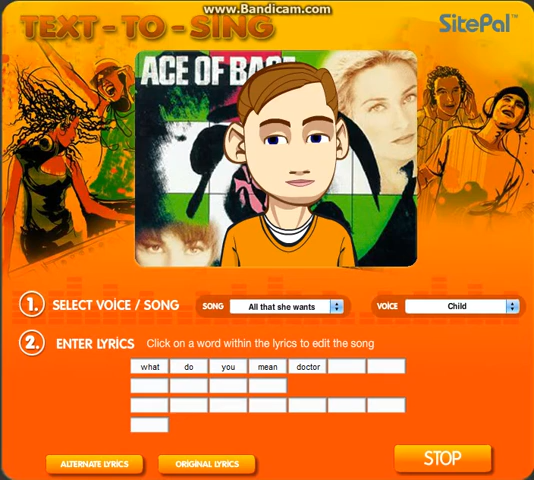 www.Bandicam.com
TEXT-TO-SING
SitePal™
ACE OF BASE
1. SELECT VOICE / SONG SONG All that she wants VOICE Child
2. ENTER LYRICS Click on a word within the lyrics to edit the song
what do you mean doctor
ALTERNATE LYRICS ORIGINAL LYRICS STOP